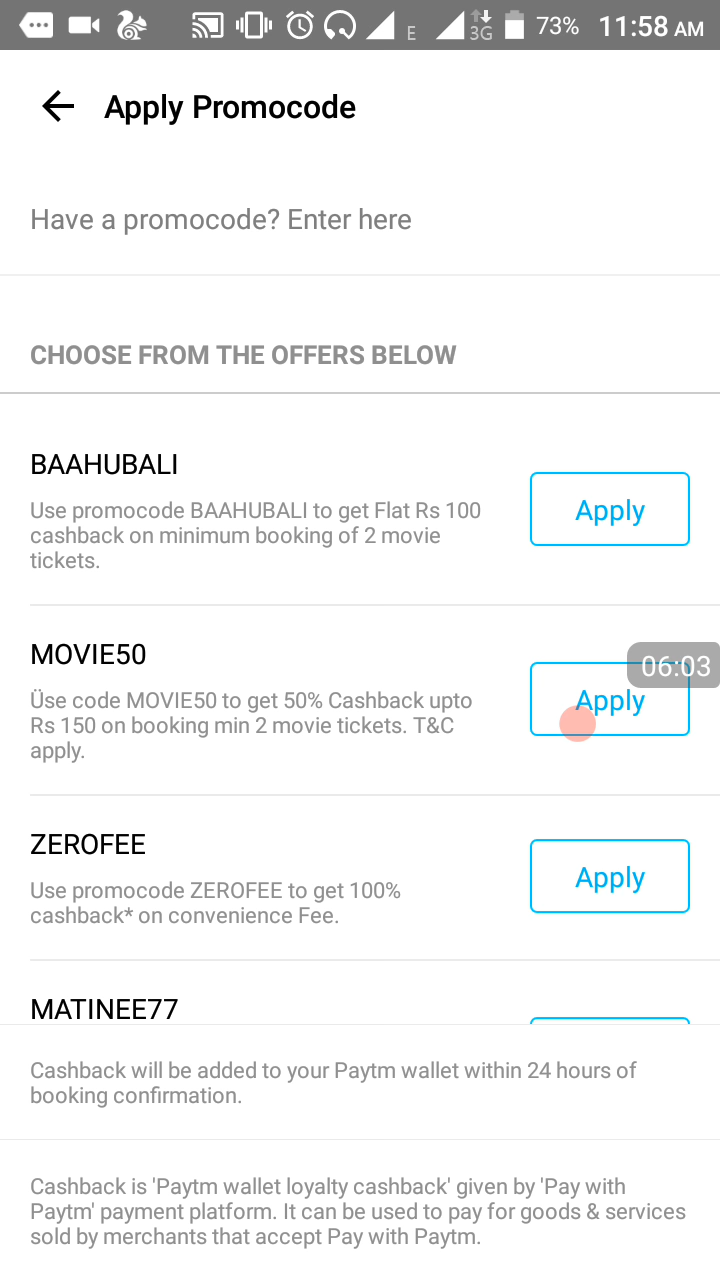 E 3G 73% 11:58 AM
Apply Promocode
Have a promocode? Enter here
CHOOSE FROM THE OFFERS BELOW
BAAHUBALI
Use promocode BAAHUBALI to get Flat Rs 100
cashback on minimum booking of 2 movie
tickets.
Apply
MOVIE50
06:03
Üse code MOVIE50 to get 50% Cashback upto
Rs 150 on booking min 2 movie tickets. T&C
apply.
Apply
ZEROFEE
Use promocode ZEROFEE to get 100%
cashback* on convenience Fee.
Apply
MATINEE77
Cashback will be added to your Paytm wallet within 24 hours of
booking confirmation.
Cashback is 'Paytm wallet loyalty cashback' given by 'Pay with
Paytm' payment platform. It can be used to pay for goods & services
sold by merchants that accept Pay with Paytm.